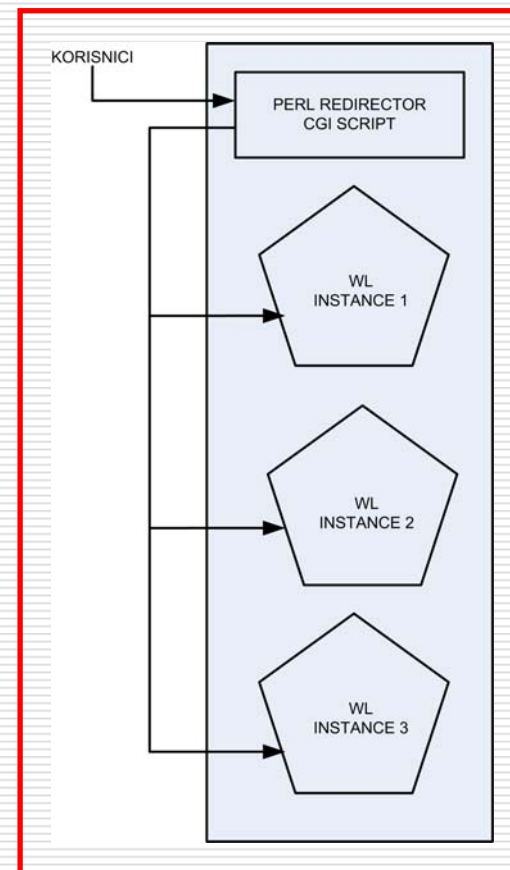 KORISNICI
PERL REDIRECTOR
CGI SCRIPT
WL
INSTANCE 1
WL
INSTANCE 2
WL
INSTANCE 3